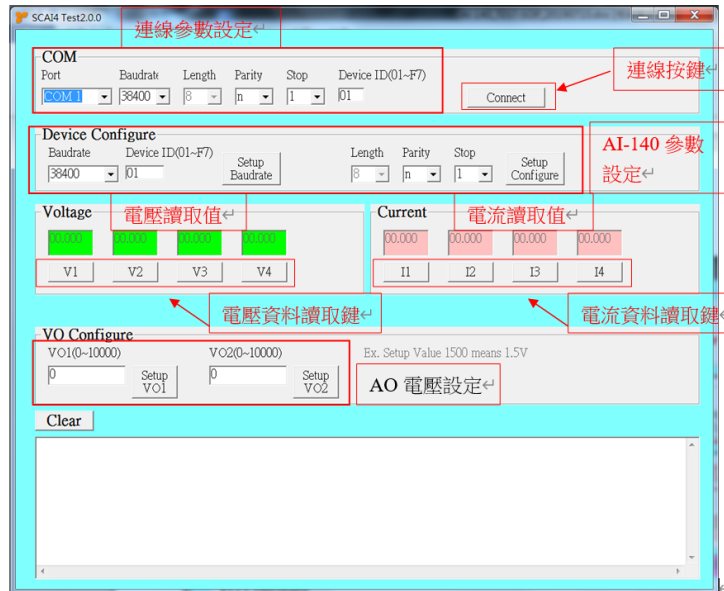 SCAI4 Test2.0.0
連線參數設定
COM
Port Baudrate Length Parity Stop Device ID(01~F7)
COM 1 38400 8 n 1 01
Connect
連線按鍵
Device Configure
Baudrate Device ID(01~F7) Setup Baudrate Length Parity Stop Setup Configure
38400 01 8 n 1
AI-140 參數
設定
Voltage
電壓讀取值
Current
電流讀取值
00.000 00.000 00.000 00.000 00.000 00.000 00.000 00.000
V1 V2 V3 V4 I1 I2 I3 I4
電壓資料讀取鍵
電流資料讀取鍵
VO Configure
VO1(0~10000) VO2(0~10000) Ex. Setup Value 1500 means 1.5V
0 Setup VO1 0 Setup VO2
AO 電壓設定
Clear